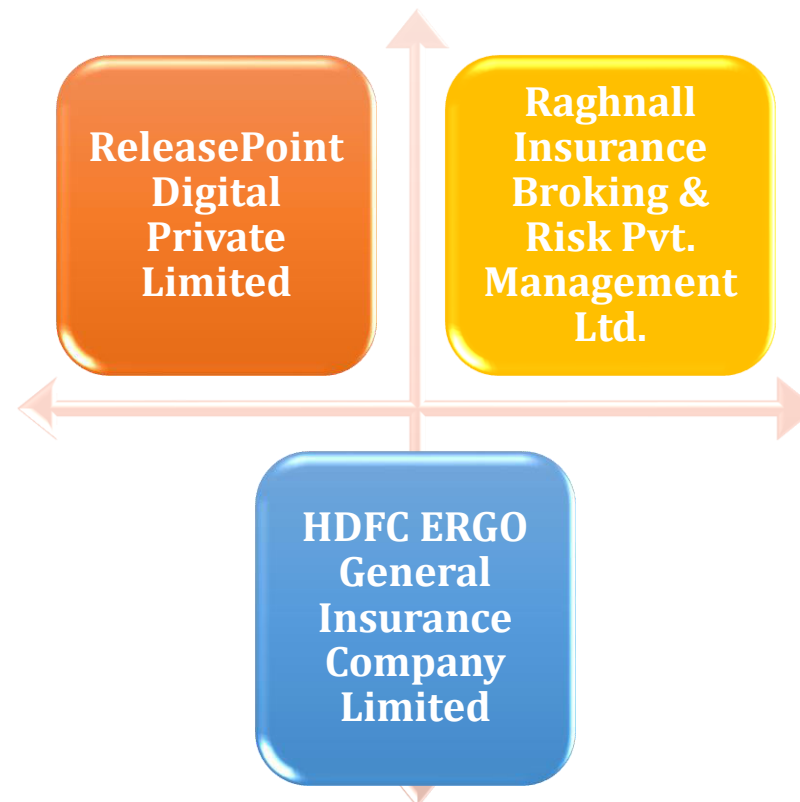 ReleasePoint
Digital
Private
Limited
Raghnall
Insurance
Broking &
Risk Pvt.
Management
Ltd.
HDFC ERGO
General
Insurance
Company
Limited